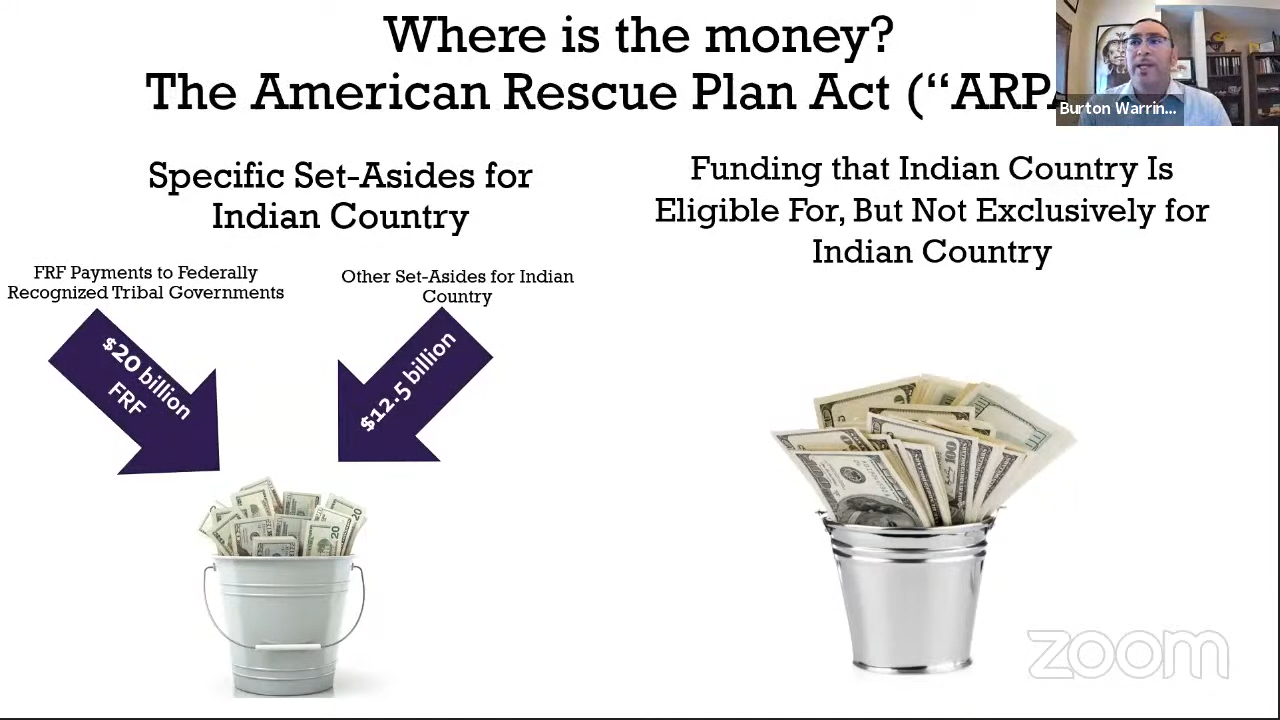 Where is the money?
The American Rescue Plan Act (“ARPA
Burton Warrin...
Specific Set-Asides for
Indian Country
FRF Payments to Federally
Recognized Tribal Governments
Other Set-Asides for Indian
Country
$20 billion
FRF
$12.5 billion
Funding that Indian Country Is
Eligible For, But Not Exclusively for
Indian Country
zoom